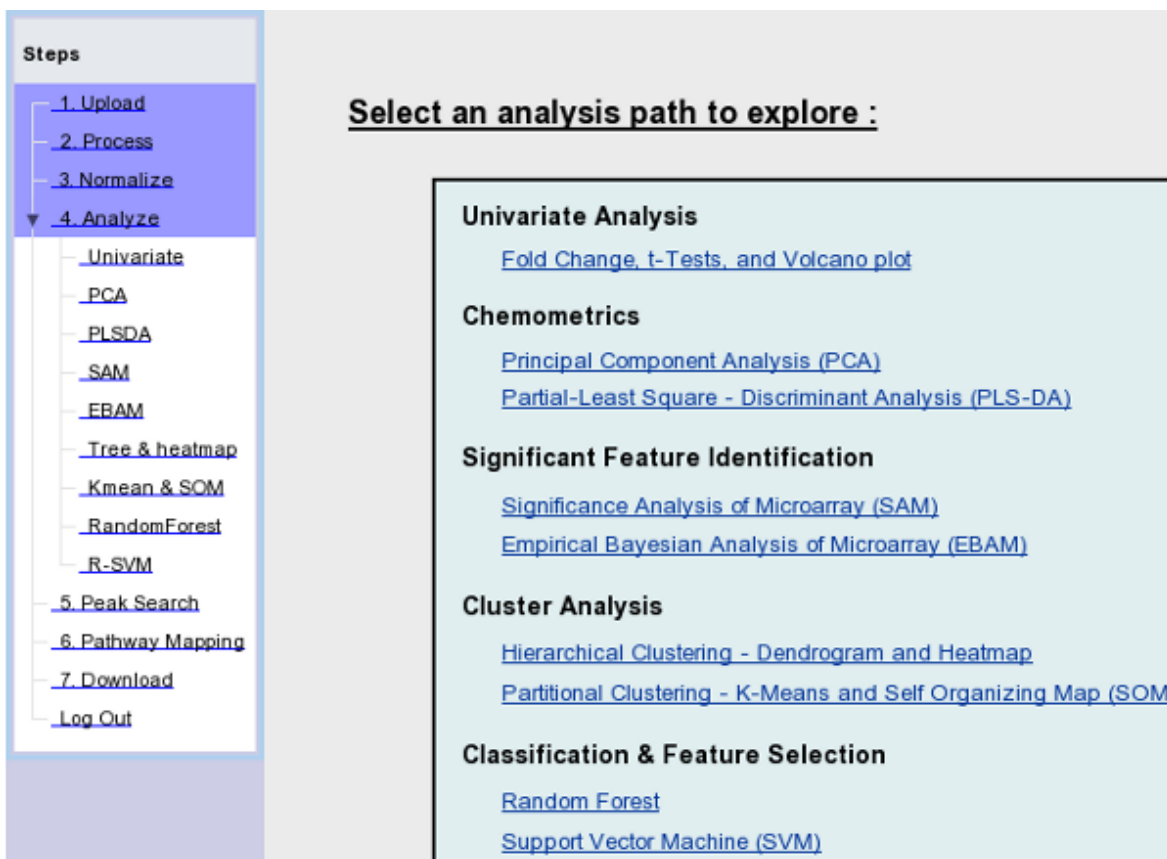 Steps
1. Upload
2. Process
3. Normalize
4. Analyze
Univariate
PCA
PLSDA
SAM
EBAM
Tree & heatmap
Kmean & SOM
RandomForest
R-SVM
5. Peak Search
6. Pathway Mapping
7. Download
Log Out
Select an analysis path to explore :
Univariate Analysis
Fold Change, t-Tests, and Volcano plot
Chemometrics
Principal Component Analysis (PCA)
Partial-Least Square - Discriminant Analysis (PLS-DA)
Significant Feature Identification
Significance Analysis of Microarray (SAM)
Empirical Bayesian Analysis of Microarray (EBAM)
Cluster Analysis
Hierarchical Clustering - Dendrogram and Heatmap
Partitional Clustering - K-Means and Self Organizing Map (SOM
Classification & Feature Selection
Random Forest
Support Vector Machine (SVM)